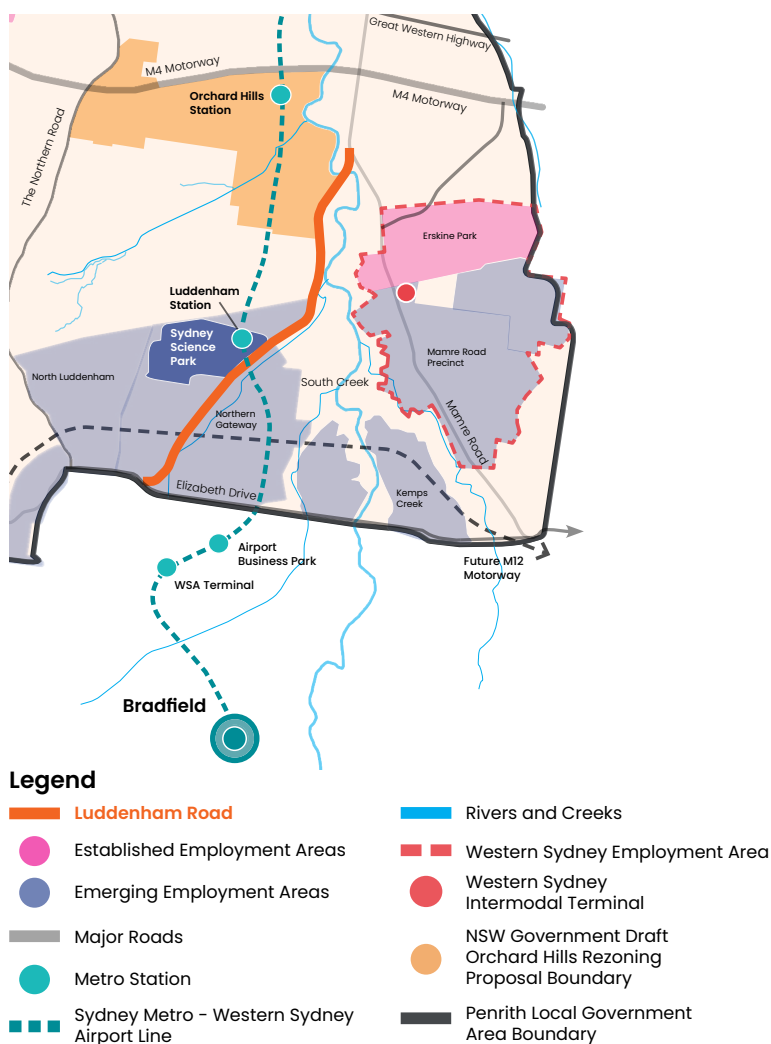 Great Western Highway
M4 Motorway
Orchard Hills
Station
M4 Motorway
The Northern Road
Erskine Park
Luddenham
Station
Sydney
Science
Park
Mamre Road
Precinct
North Luddenham
South Creek
Northern
Gateway
Mamre Road
Elizabeth Drive
Kemps
Creek
Airport
Business Park
Future M12
Motorway
WSA Terminal
Bradfield
Legend
Luddenham Road
Established Employment Areas
Emerging Employment Areas
Major Roads
Metro Station
Sydney Metro - Western Sydney
Airport Line
Rivers and Creeks
Western Sydney Employment Area
Western Sydney
Intermodal Terminal
NSW Government Draft
Orchard Hills Rezoning
Proposal Boundary
Penrith Local Government
Area Boundary